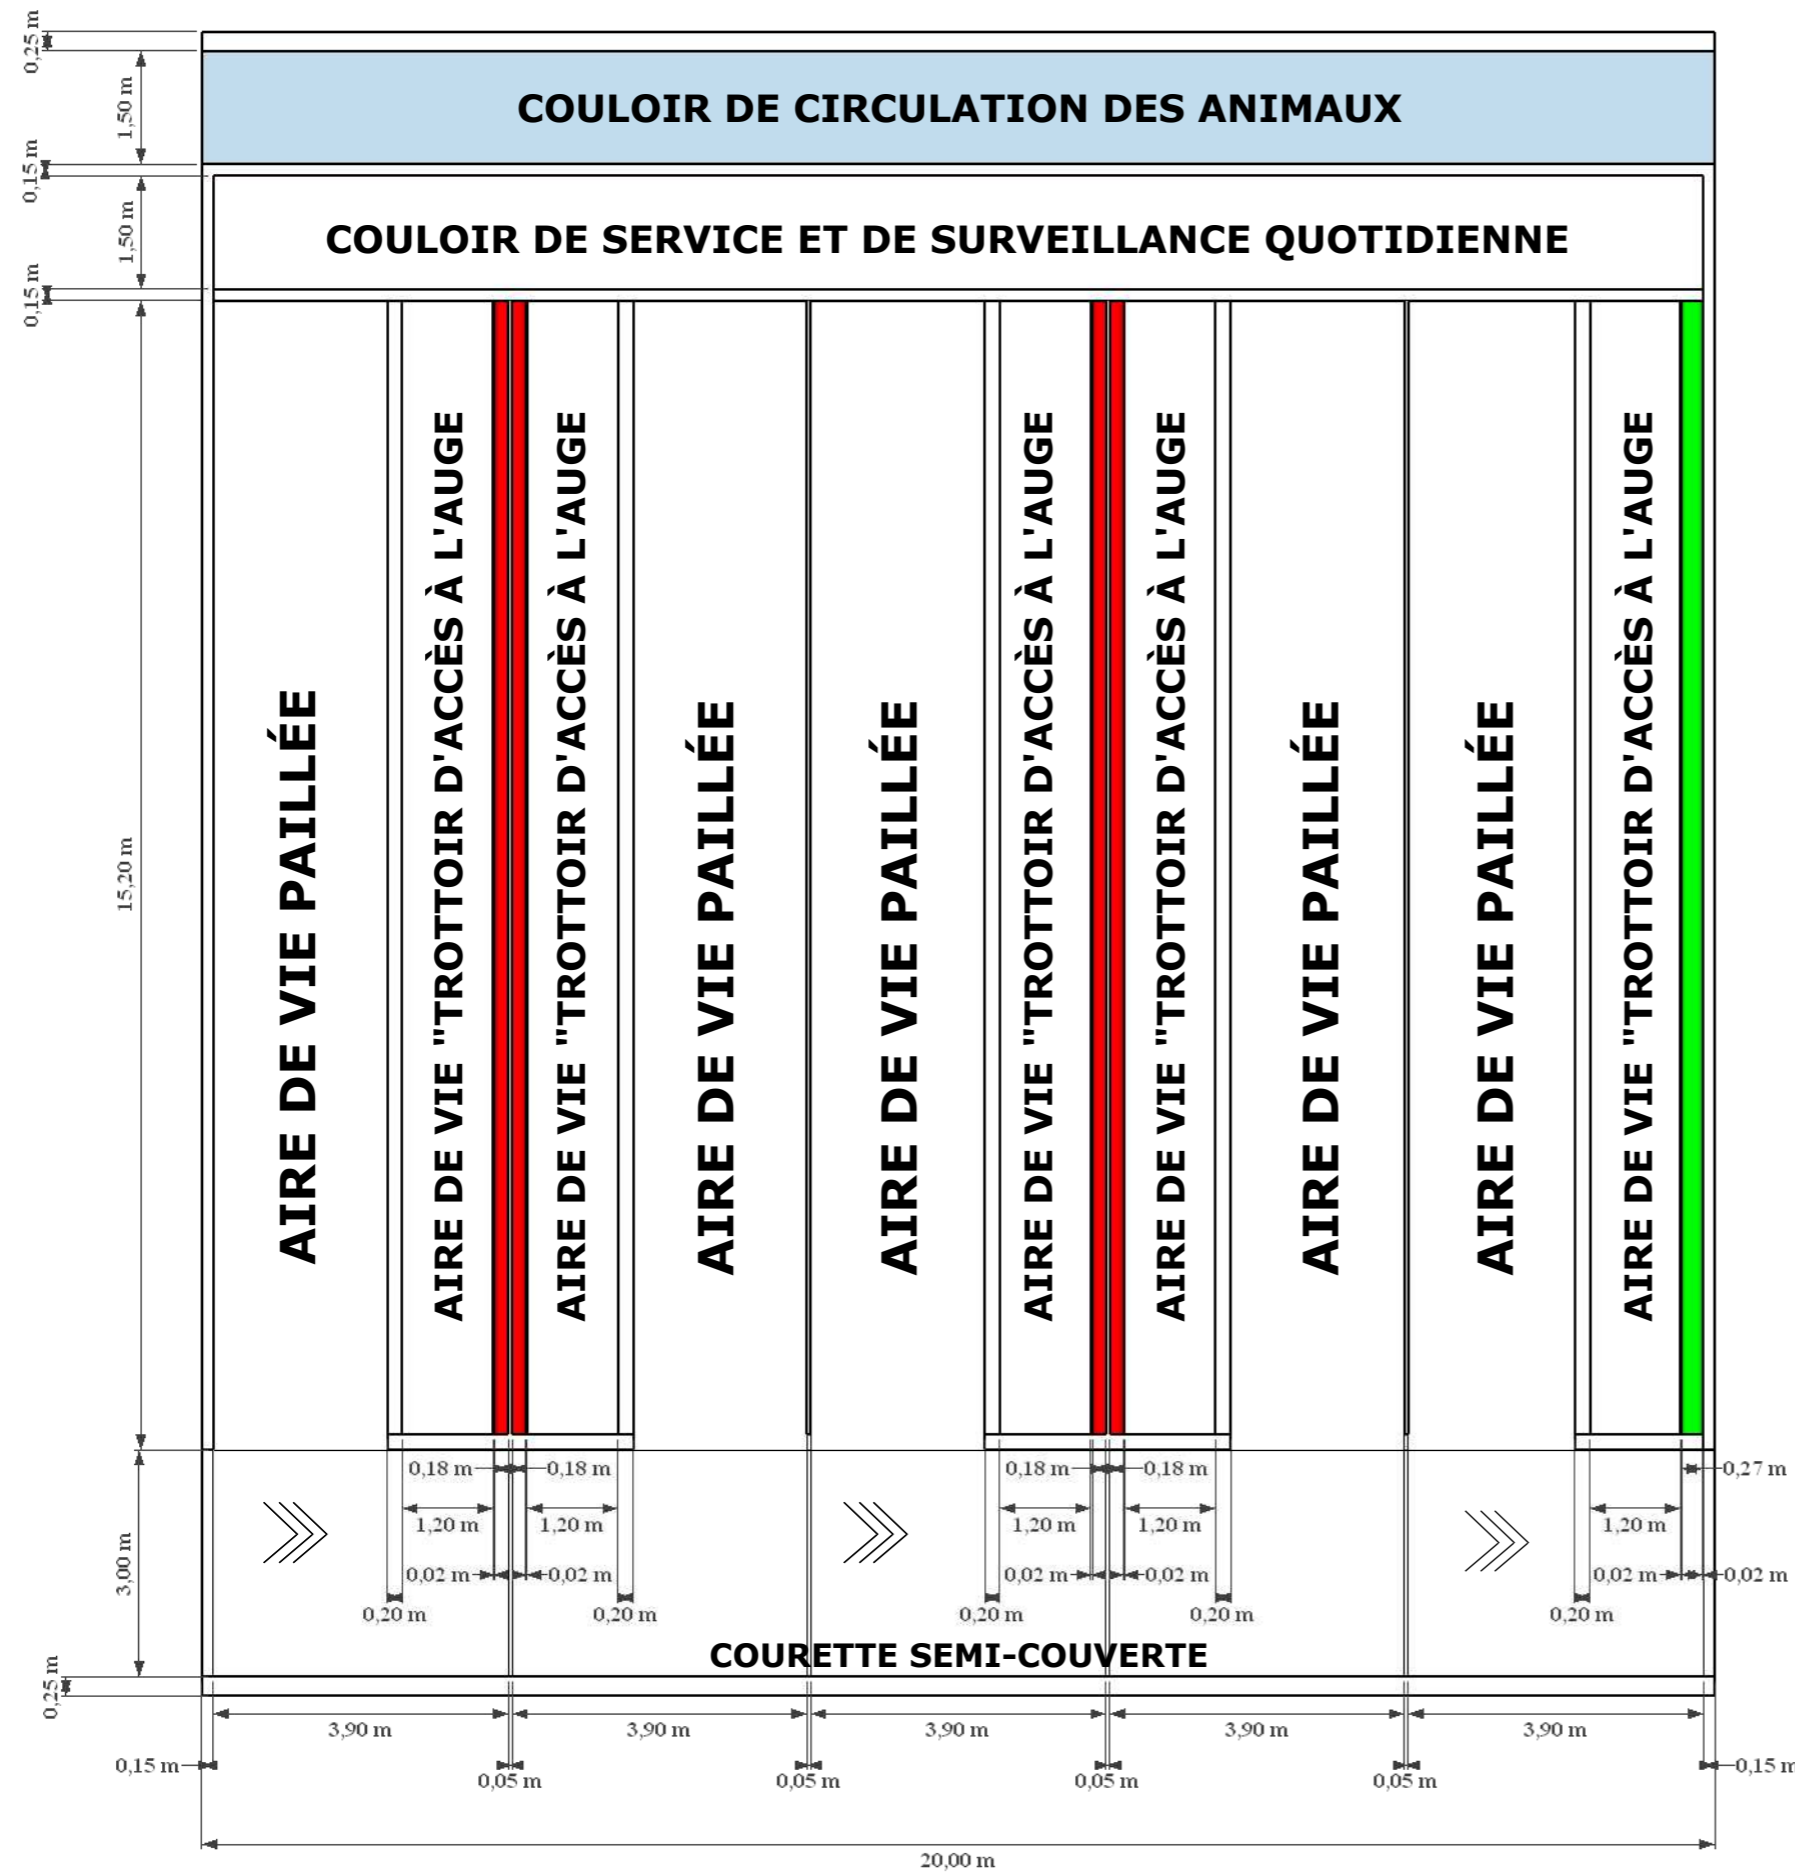 0,25 m
1,50 m
COULOIR DE CIRCULATION DES ANIMAUX
0,15 m
1,50 m
COULOIR DE SERVICE ET DE SURVEILLANCE QUOTIDIENNE
0,15 m
15,20 m
AIRE DE VIE PAILLÉE
AIRE DE VIE "TROTTOIR D'ACCÈS À L'AUGE
AIRE DE VIE "TROTTOIR D'ACCÈS À L'AUGE
AIRE DE VIE PAILLÉE
AIRE DE VIE PAILLÉE
AIRE DE VIE "TROTTOIR D'ACCÈS À L'AUGE
AIRE DE VIE "TROTTOIR D'ACCÈS À L'AUGE
AIRE DE VIE PAILLÉE
AIRE DE VIE PAILLÉE
AIRE DE VIE "TROTTOIR D'ACCÈS À L'AUGE
0,18 m 0,18 m 0,18 m 0,18 m 0,27 m
1,20 m 1,20 m 1,20 m 1,20 m 1,20 m
3,00 m
0,02 m 0,02 m 0,02 m 0,02 m 0,02 m 0,02 m
0,20 m 0,20 m 0,20 m 0,20 m 0,20 m
COURETTE SEMI-COUVERTE
0,25 m
3,90 m 3,90 m 3,90 m 3,90 m 3,90 m
0,15 m 0,05 m 0,05 m 0,05 m 0,05 m 0,15 m
20,00 m